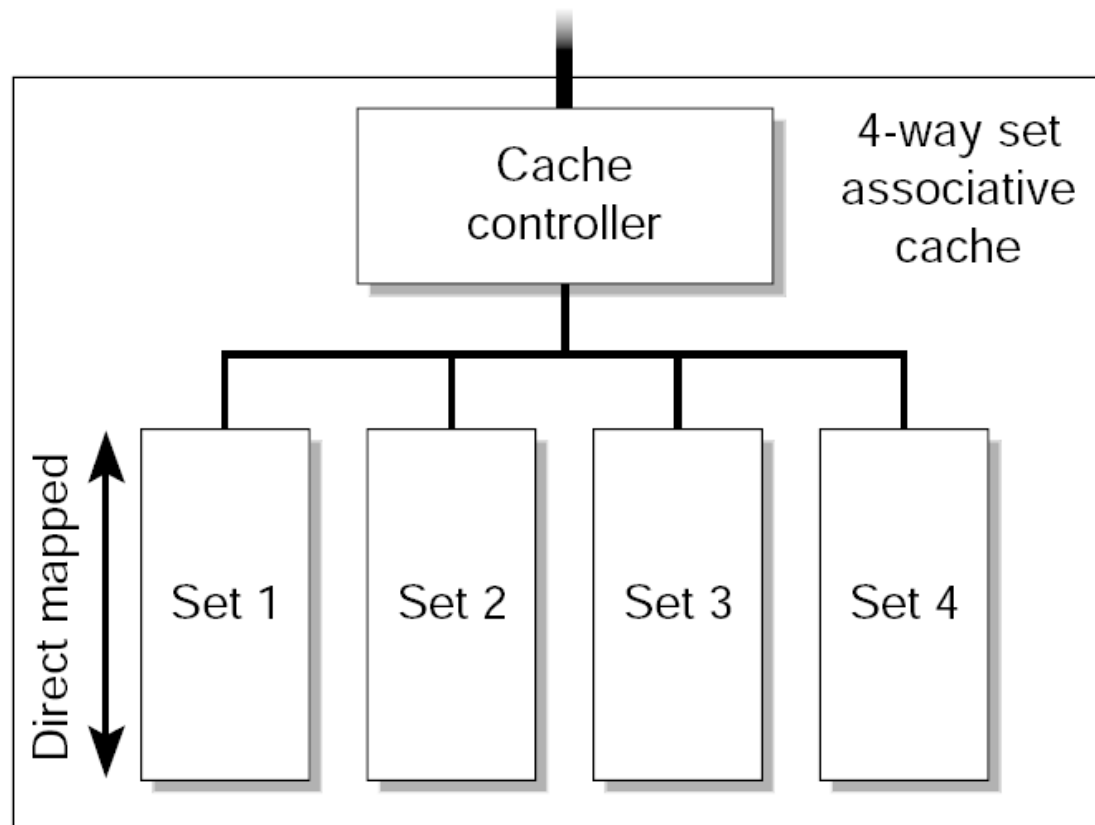 Cache
controller
4-way set
associative
cache
Direct mapped
Set 1
Set 2
Set 3
Set 4